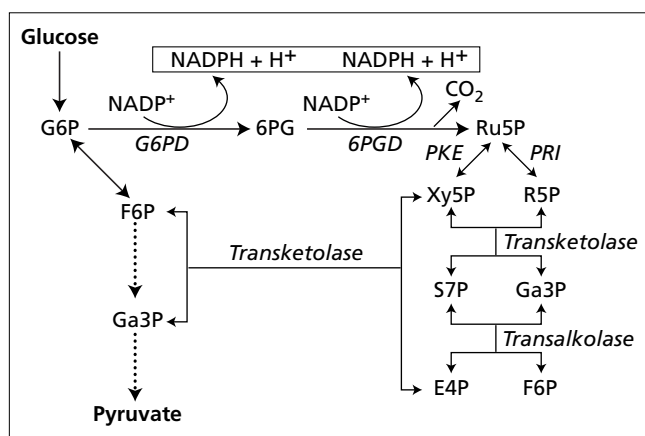 Glucose
NADPH + H+ NADPH + H+
NADP+ NADP+ CO2
G6P 6PG Ru5P
G6PD 6PGD
PKE PRI
F6P Xy5P R5P
Transketolase Transketolase
S7P Ga3P
Ga3P
Transalkolase
E4P F6P
Pyruvate